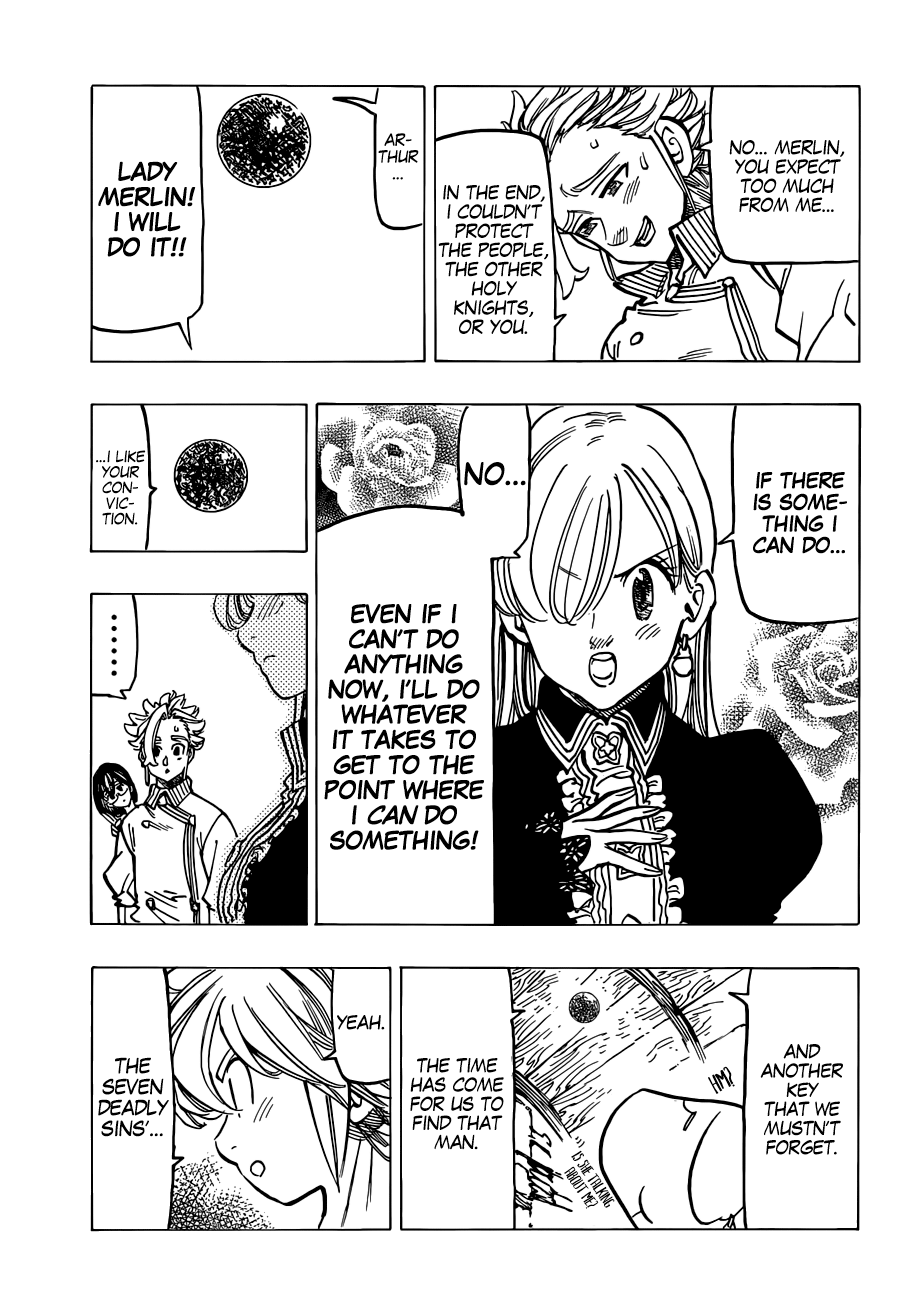 NO... MERLIN,
YOU EXPECT
TOO MUCH
FROM ME...
IN THE END,
I COULDN'T
PROTECT
THE PEOPLE,
THE OTHER
HOLY
KNIGHTS,
OR YOU.
AR-
THUR
...
LADY
MERLIN!
I WILL
DO IT!!
IF THERE
IS SOME-
THING I
CAN DO...
NO...
EVEN IF I
CAN'T DO
ANYTHING
NOW, I'LL DO
WHATEVER
IT TAKES TO
GET TO THE
POINT WHERE
I CAN DO
SOMETHING!
...I LIKE
YOUR
CON-
VIC-
TION.
......
AND
ANOTHER
KEY
THAT WE
MUSTN'T
FORGET.
HM?
IS SHE TALKING
ABOUT ME?
THE TIME
HAS COME
FOR US TO
FIND THAT
MAN.
YEAH.
THE
SEVEN
DEADLY
SINS'...